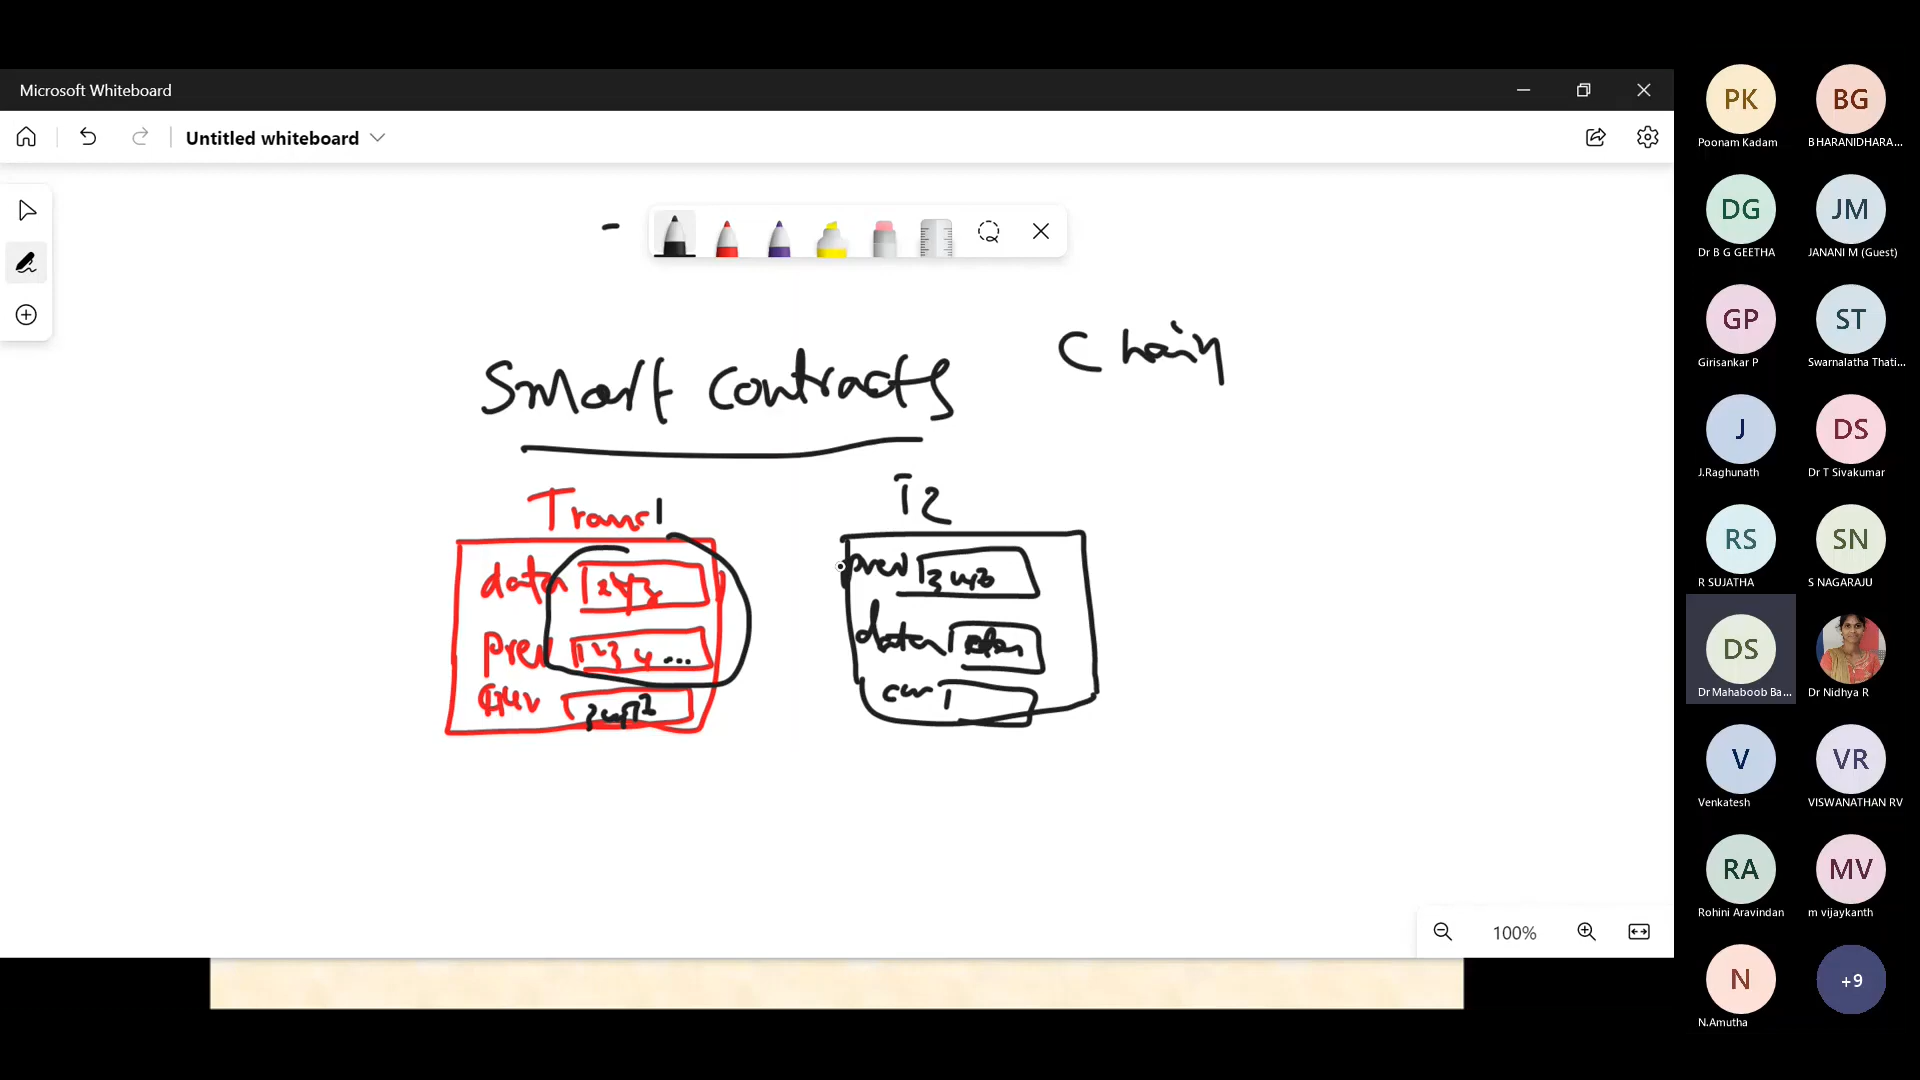 Microsoft Whiteboard
Untitled whiteboard
Chain
Smart contracts
Trans1
T2
data xyz
prev 1234...
curr
prev
data
curr
100%
PK
Poonam Kadam
BG
BHARANIDHARA...
DG
Dr B G GEETHA
JM
JANANI M (Guest)
GP
Girisankar P
ST
Swarnalatha Thati...
J
J.Raghunath
DS
Dr T Sivakumar
RS
R SUJATHA
SN
S NAGARAJU
DS
Dr Mahaboob Ba...
Dr Nidhya R
V
Venkatesh
VR
VISWANATHAN RV
RA
Rohini Aravindan
MV
m vijaykanth
N
N.Amutha
+9